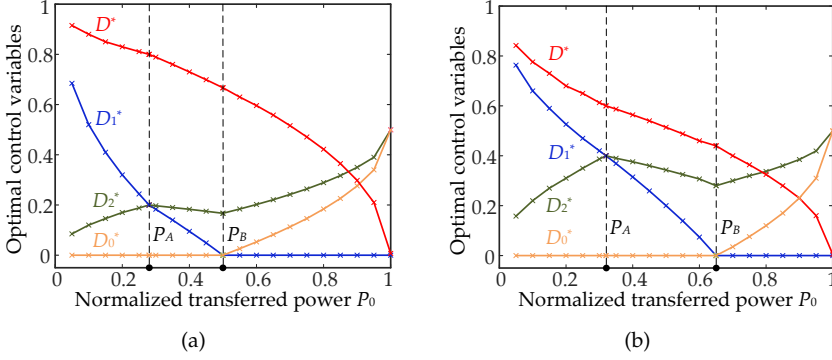 Optimal control variables
1
0.8
0.6
0.4
0.2
0
D*
D1*
D2*
D0*
PA
PB
0 0.2 0.4 0.6 0.8 1
Normalized transferred power P0
(a)
Optimal control variables
1
0.8
0.6
0.4
0.2
0
D*
D1*
D2*
D0*
PA
PB
0 0.2 0.4 0.6 0.8 1
Normalized transferred power P0
(b)